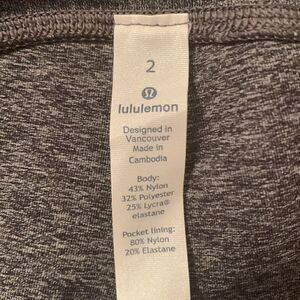 2
lululemon
Designed in
Vancouver
Made in
Cambodia
Body:
43% Nylon
32% Polyester
25% Lycra®
elastane
Pocket lining:
80% Nylon
20% Elastane